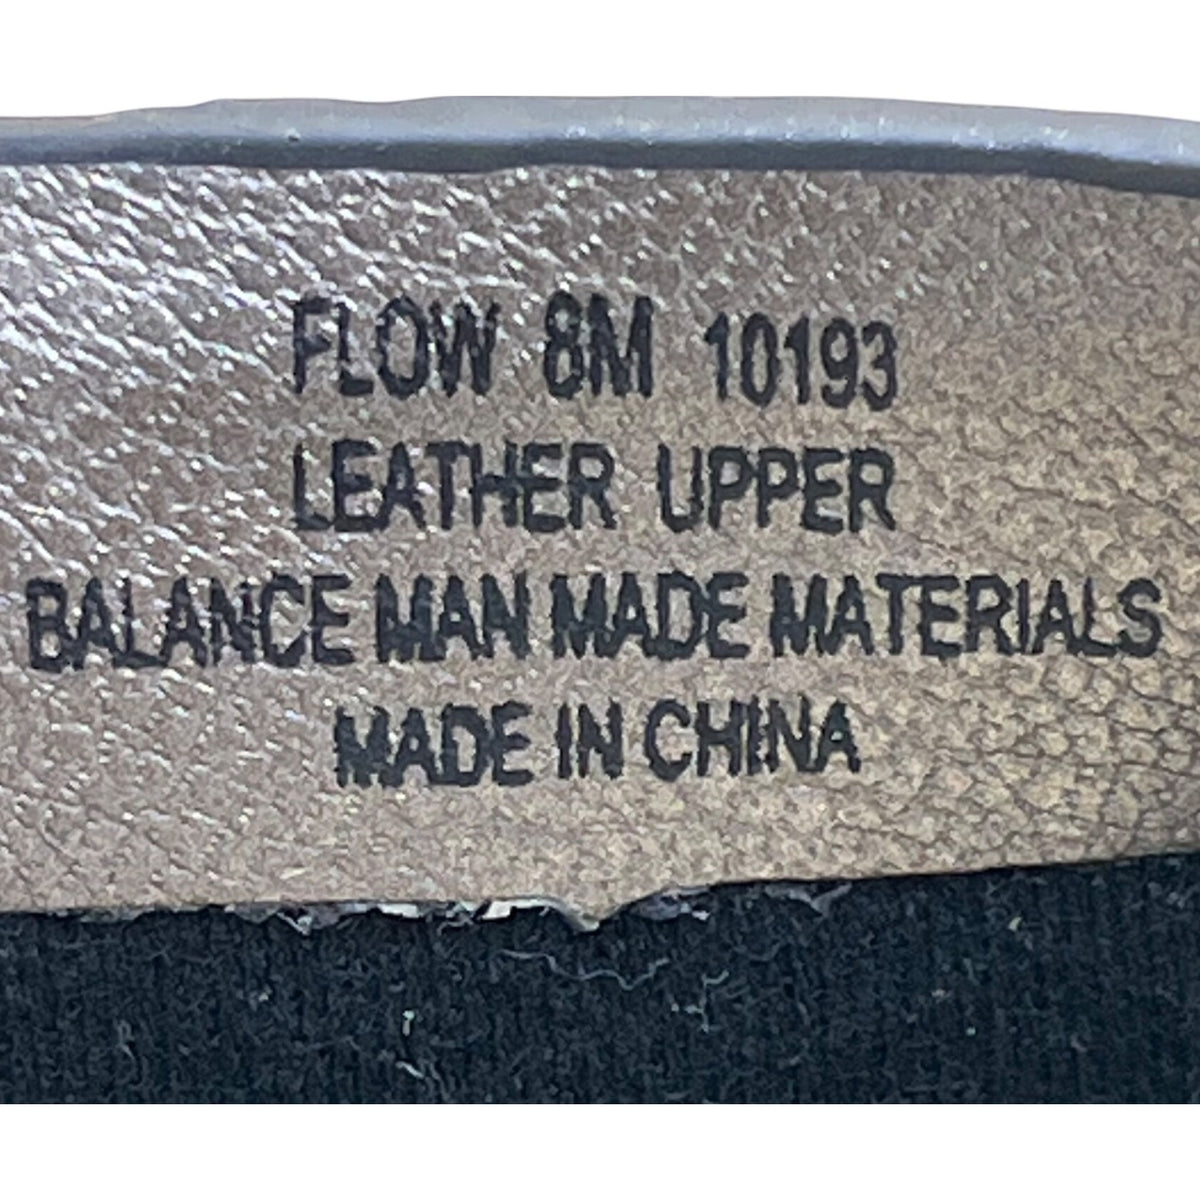 FLOW 8M 10193
LEATHER UPPER
BALANCE MAN MADE MATERIALS
MADE IN CHINA